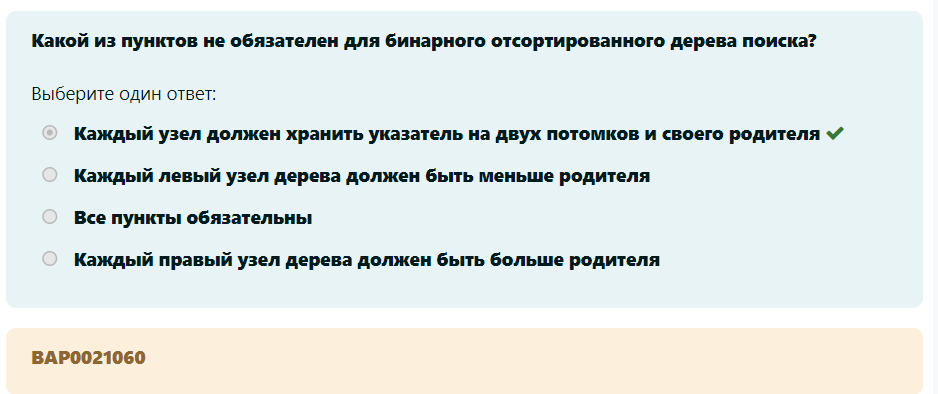 Какой из пунктов не обязателен для бинарного отсортированного дерева поиска?
Выберите один ответ:
Каждый узел должен хранить указатель на двух потомков и своего родителя
Каждый левый узел дерева должен быть меньше родителя
Все пункты обязательны
Каждый правый узел дерева должен быть больше родителя
BAP0021060